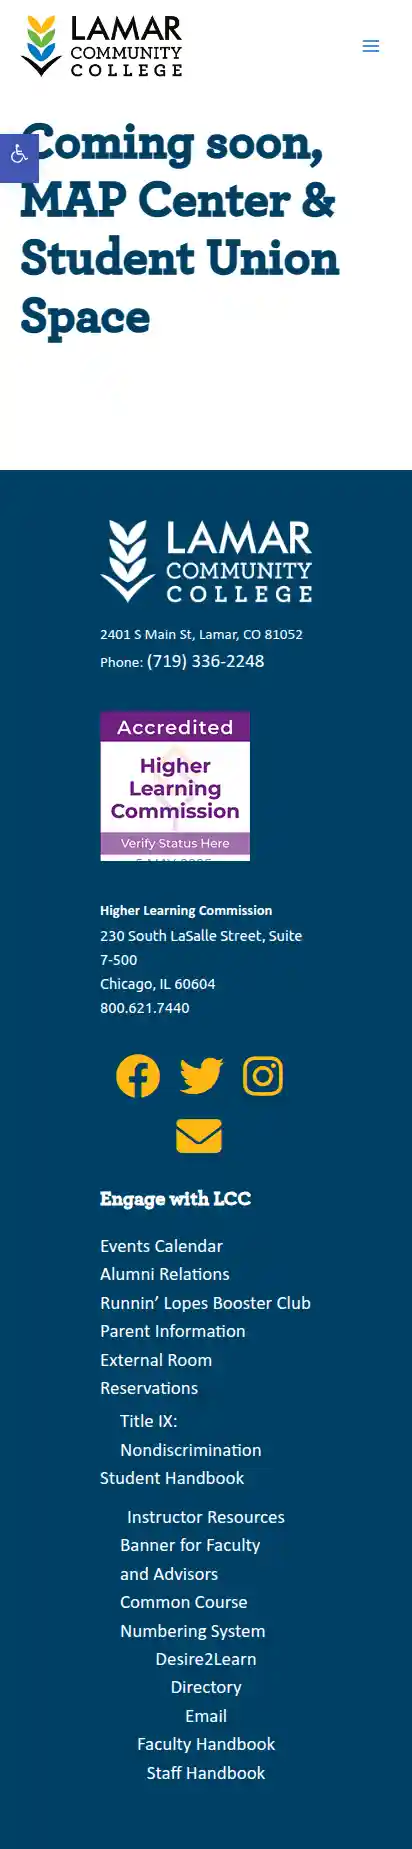 LAMAR
COMMUNITY
COLLEGE
Coming soon,
MAP Center &
Student Union
Space
LAMAR
COMMUNITY
COLLEGE
2401 S Main St, Lamar, CO 81052
Phone: (719) 336-2248
Accredited
Higher
Learning
Commission
Verify Status Here
Higher Learning Commission
230 South LaSalle Street, Suite
7-500
Chicago, IL 60604
800.621.7440
Engage with LCC
Events Calendar
Alumni Relations
Runnin’ Lopes Booster Club
Parent Information
External Room
Reservations
Title IX:
Nondiscrimination
Student Handbook
Instructor Resources
Banner for Faculty
and Advisors
Common Course
Numbering System
Desire2Learn
Directory
Email
Faculty Handbook
Staff Handbook